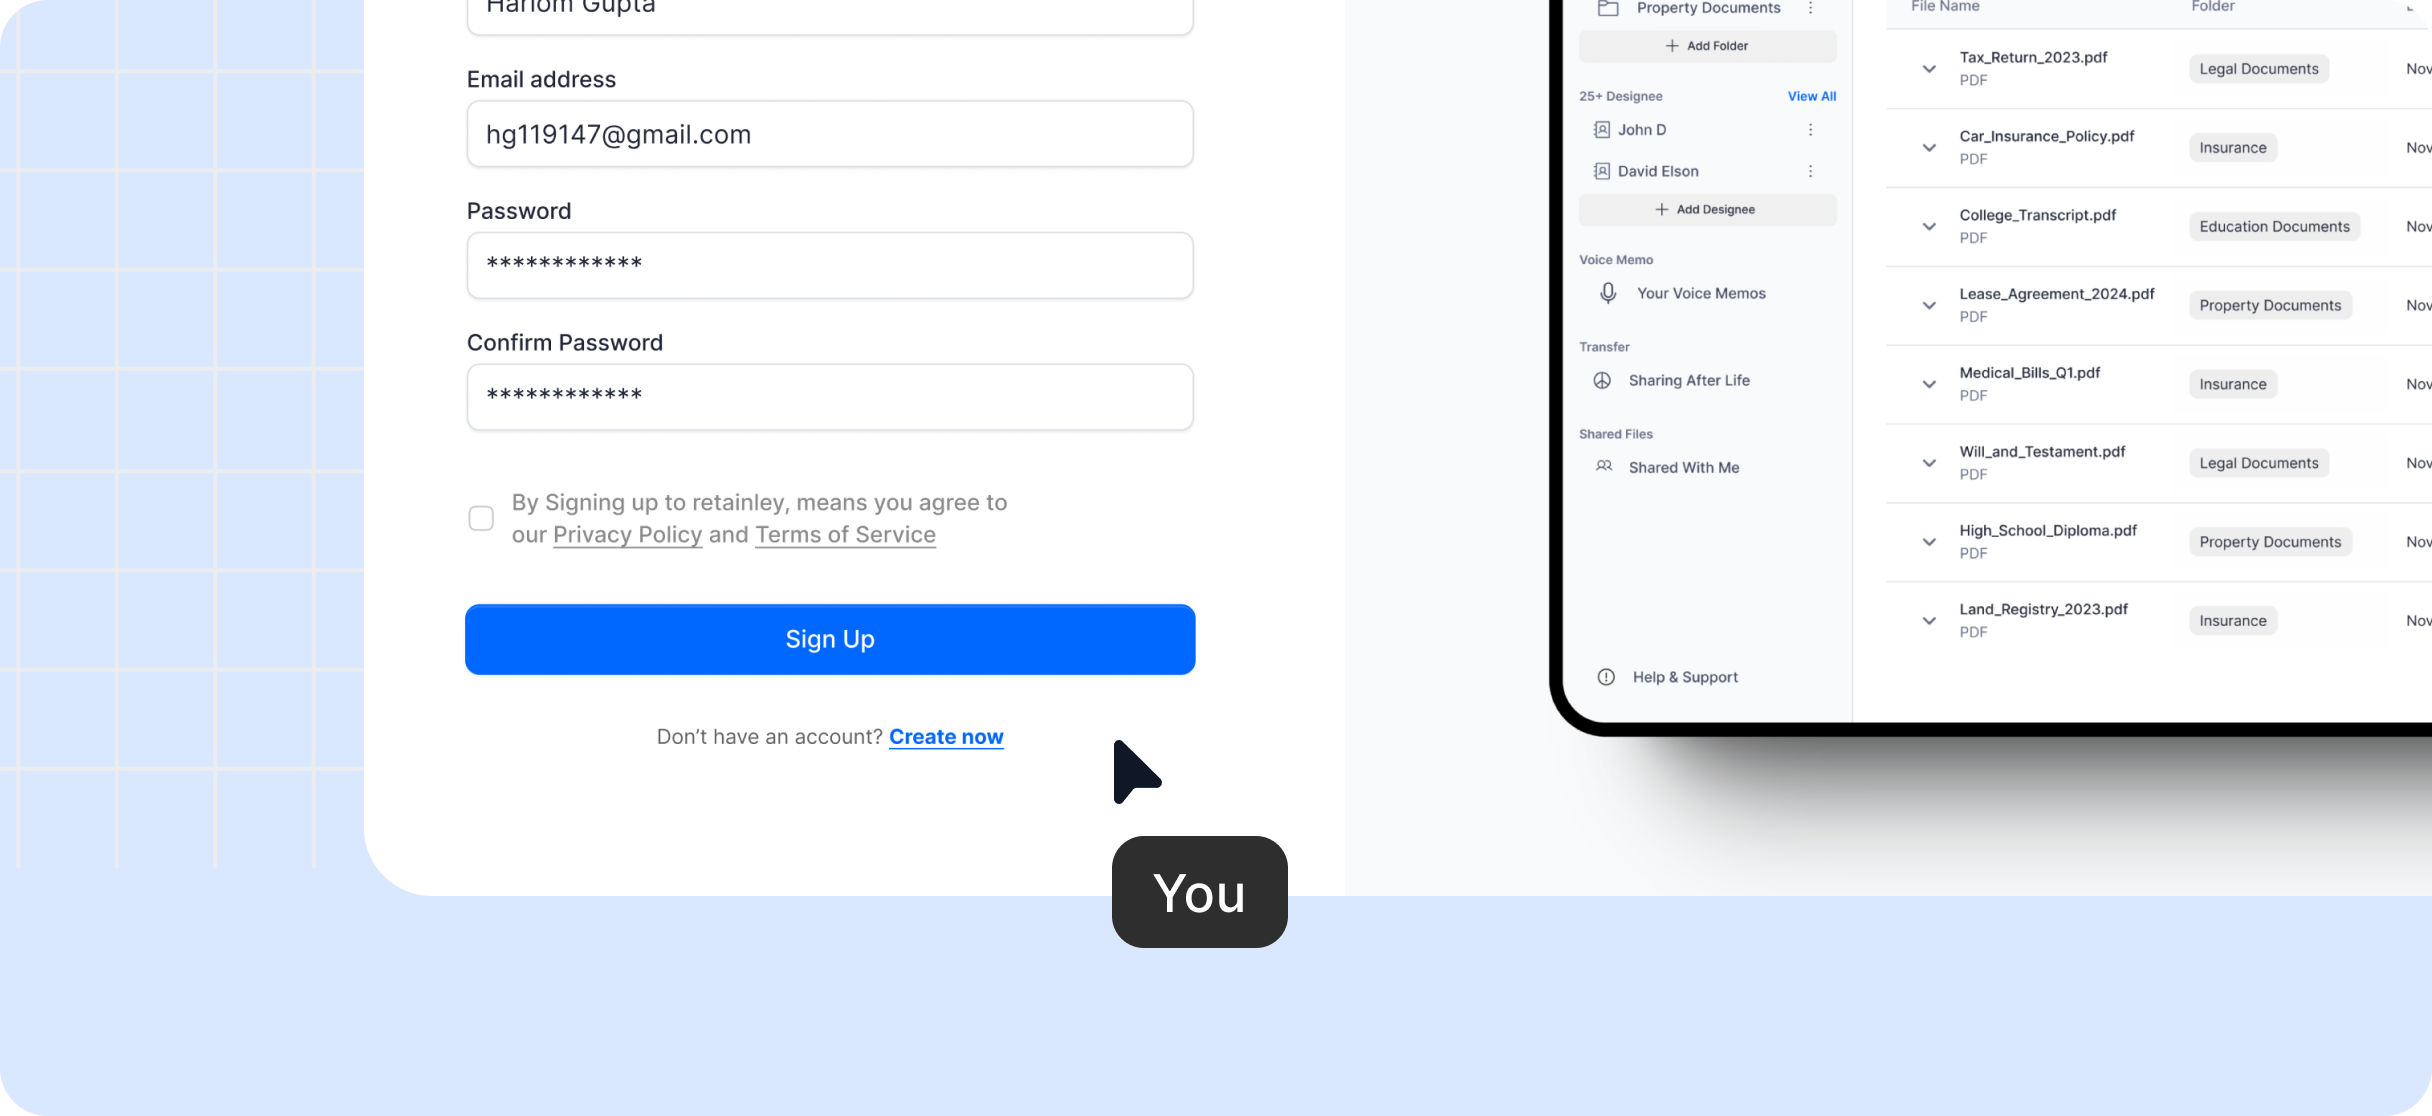 Hariom Gupta
Email address
hg119147@gmail.com
Password
************
Confirm Password
************
By Signing up to retainley, means you agree to
our Privacy Policy and Terms of Service
Sign Up
Don't have an account? Create now
You
Property Documents
+ Add Folder
25+ Designee View All
John D
David Elson
+ Add Designee
Voice Memo
Your Voice Memos
Transfer
Sharing After Life
Shared Files
Shared With Me
Help & Support
File Name Folder
Tax_Return_2023.pdf Legal Documents Nov
PDF
Car_Insurance_Policy.pdf Insurance Nov
PDF
College_Transcript.pdf Education Documents Nov
PDF
Lease_Agreement_2024.pdf Property Documents Nov
PDF
Medical_Bills_Q1.pdf Insurance Nov
PDF
Will_and_Testament.pdf Legal Documents Nov
PDF
High_School_Diploma.pdf Property Documents Nov
PDF
Land_Registry_2023.pdf Insurance Nov
PDF